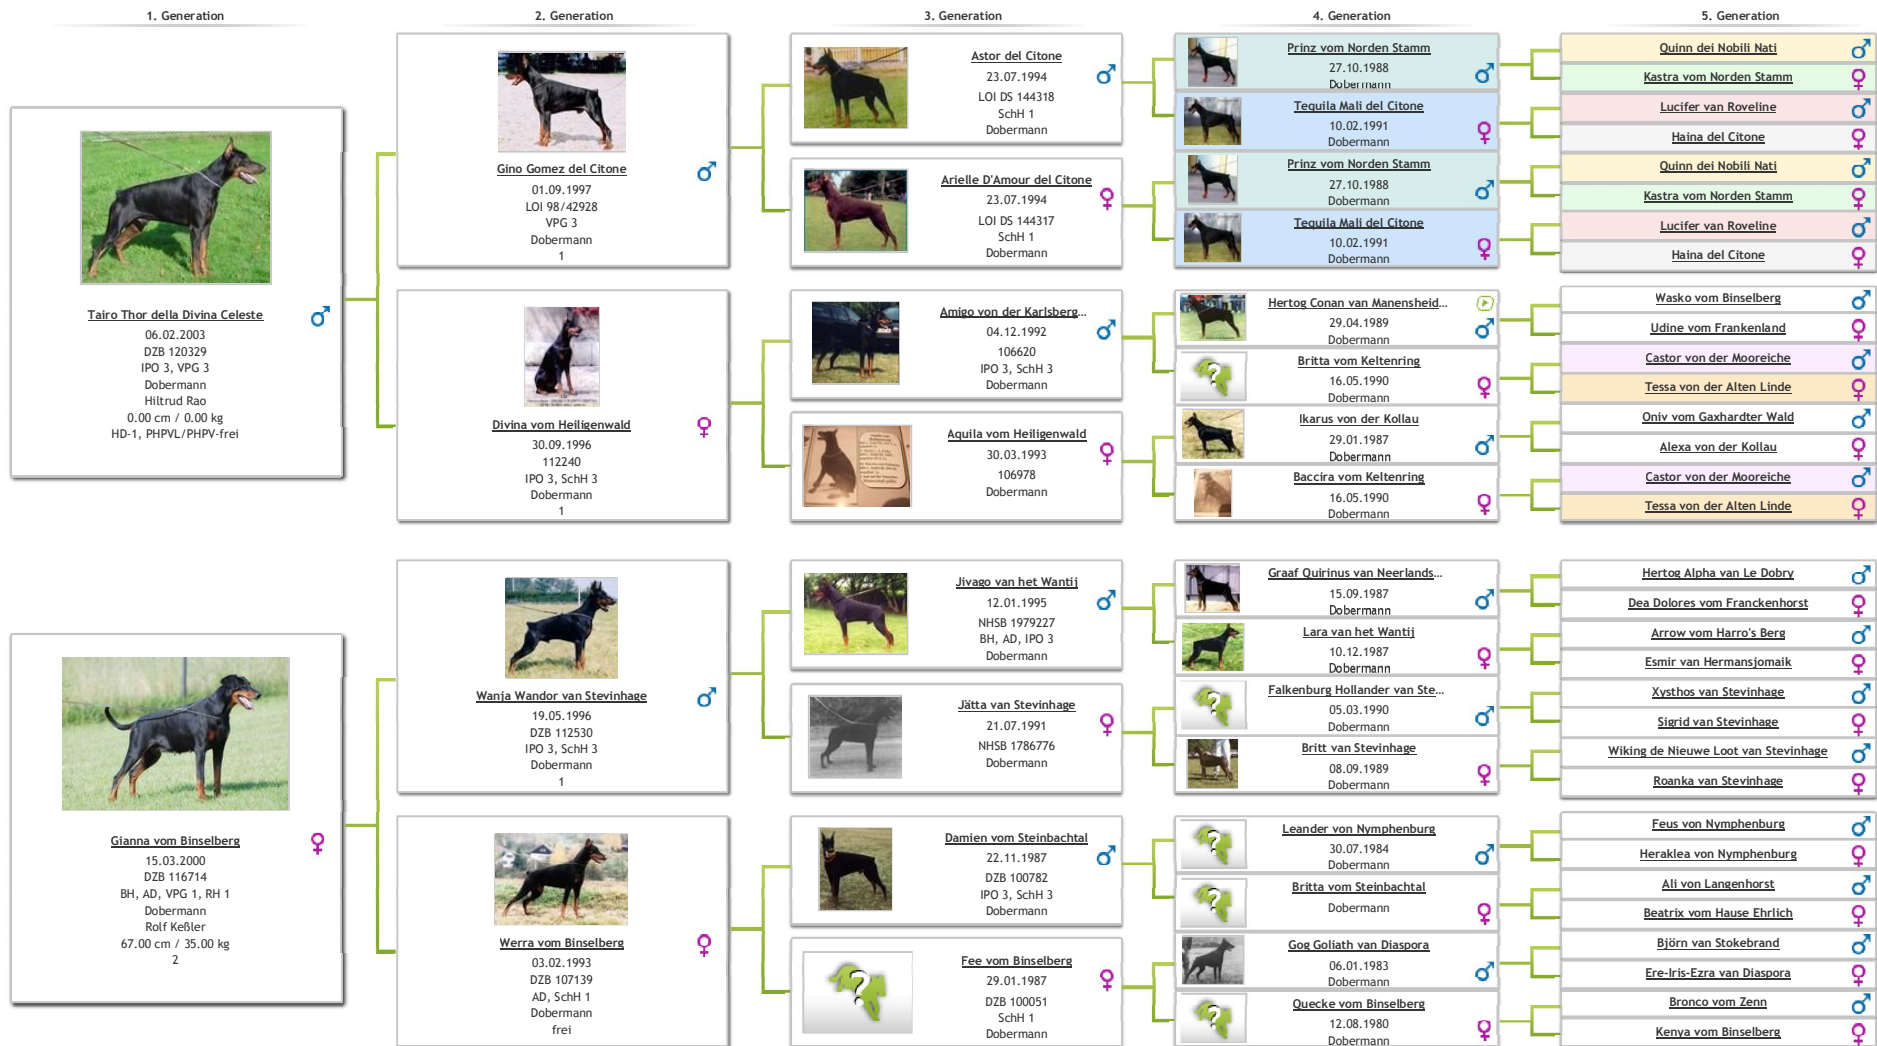 1. Generation
2. Generation
3. Generation
4. Generation
5. Generation
Tairo Thor della Divina Celeste
06.02.2003
DZB 120329
IPO 3, VPG 3
Dobermann
Hiltrud Rao
0.00 cm / 0.00 kg
HD-1, PHPVL/PHPV-frei
Gianna vom Binselberg
15.03.2000
DZB 116714
BH, AD, VPG 1, RH 1
Dobermann
Rolf Keßler
67.00 cm / 35.00 kg
2
Gino Gomez del Citone
01.09.1997
LOI 98/42928
VPG 3
Dobermann
1
Divina vom Heiligenwald
30.09.1996
112240
IPO 3, SchH 3
Dobermann
1
Wanja Wandor van Stevinhage
19.05.1996
DZB 112530
IPO 3, SchH 3
Dobermann
1
Werra vom Binselberg
03.02.1993
DZB 107139
AD, SchH 1
Dobermann
frei
Astor del Citone
23.07.1994
LOI DS 144318
SchH 1
Dobermann
Arielle D'Amour del Citone
23.07.1994
LOI DS 144317
SchH 1
Dobermann
Amigo von der Karlsberg...
04.12.1992
106620
IPO 3, SchH 3
Dobermann
Aquila vom Heiligenwald
30.03.1993
106978
Dobermann
Jivago van het Wantij
12.01.1995
NHSB 1979227
BH, AD, IPO 3
Dobermann
Jätta van Stevinhage
21.07.1991
NHSB 1786776
Dobermann
Damien vom Steinbachtal
22.11.1987
DZB 100782
IPO 3, SchH 3
Dobermann
Fee vom Binselberg
29.01.1987
DZB 100051
SchH 1
Dobermann
Prinz vom Norden Stamm
27.10.1988
Dobermann
Tequila Mali del Citone
10.02.1991
Dobermann
Prinz vom Norden Stamm
27.10.1988
Dobermann
Tequila Mali del Citone
10.02.1991
Dobermann
Hertog Conan van Manensheid...
29.04.1989
Dobermann
Britta vom Keltenring
16.05.1990
Dobermann
Ikarus von der Kollau
29.01.1987
Dobermann
Baccira vom Keltenring
16.05.1990
Dobermann
Graaf Quirinus van Neerlands...
15.09.1987
Dobermann
Lara van het Wantij
10.12.1987
Dobermann
Falkenburg Hollander van Ste...
05.03.1990
Dobermann
Britt van Stevinhage
08.09.1989
Dobermann
Leander von Nymphenburg
30.07.1984
Dobermann
Britta vom Steinbachtal
Dobermann
Gog Goliath van Diaspora
06.01.1983
Dobermann
Quecke vom Binselberg
12.08.1980
Dobermann
Quinn dei Nobili Nati
Kastra vom Norden Stamm
Lucifer van Roveline
Haina del Citone
Quinn dei Nobili Nati
Kastra vom Norden Stamm
Lucifer van Roveline
Haina del Citone
Wasko vom Binselberg
Udine vom Frankenland
Castor von der Mooreiche
Tessa von der Alten Linde
Oniv vom Gaxhardter Wald
Alexa von der Kollau
Castor von der Mooreiche
Tessa von der Alten Linde
Hertog Alpha van Le Dobry
Dea Dolores vom Franckenhorst
Arrow vom Harro's Berg
Esmir van Hermansjomaik
Xysthos van Stevinhage
Sigrid van Stevinhage
Wiking de Nieuwe Loot van Stevinhage
Roanka van Stevinhage
Feus von Nymphenburg
Heraklea von Nymphenburg
Ali von Langenhorst
Beatrix vom Hause Ehrlich
Björn van Stokebrand
Ere-Iris-Ezra van Diaspora
Bronco vom Zenn
Kenya vom Binselberg